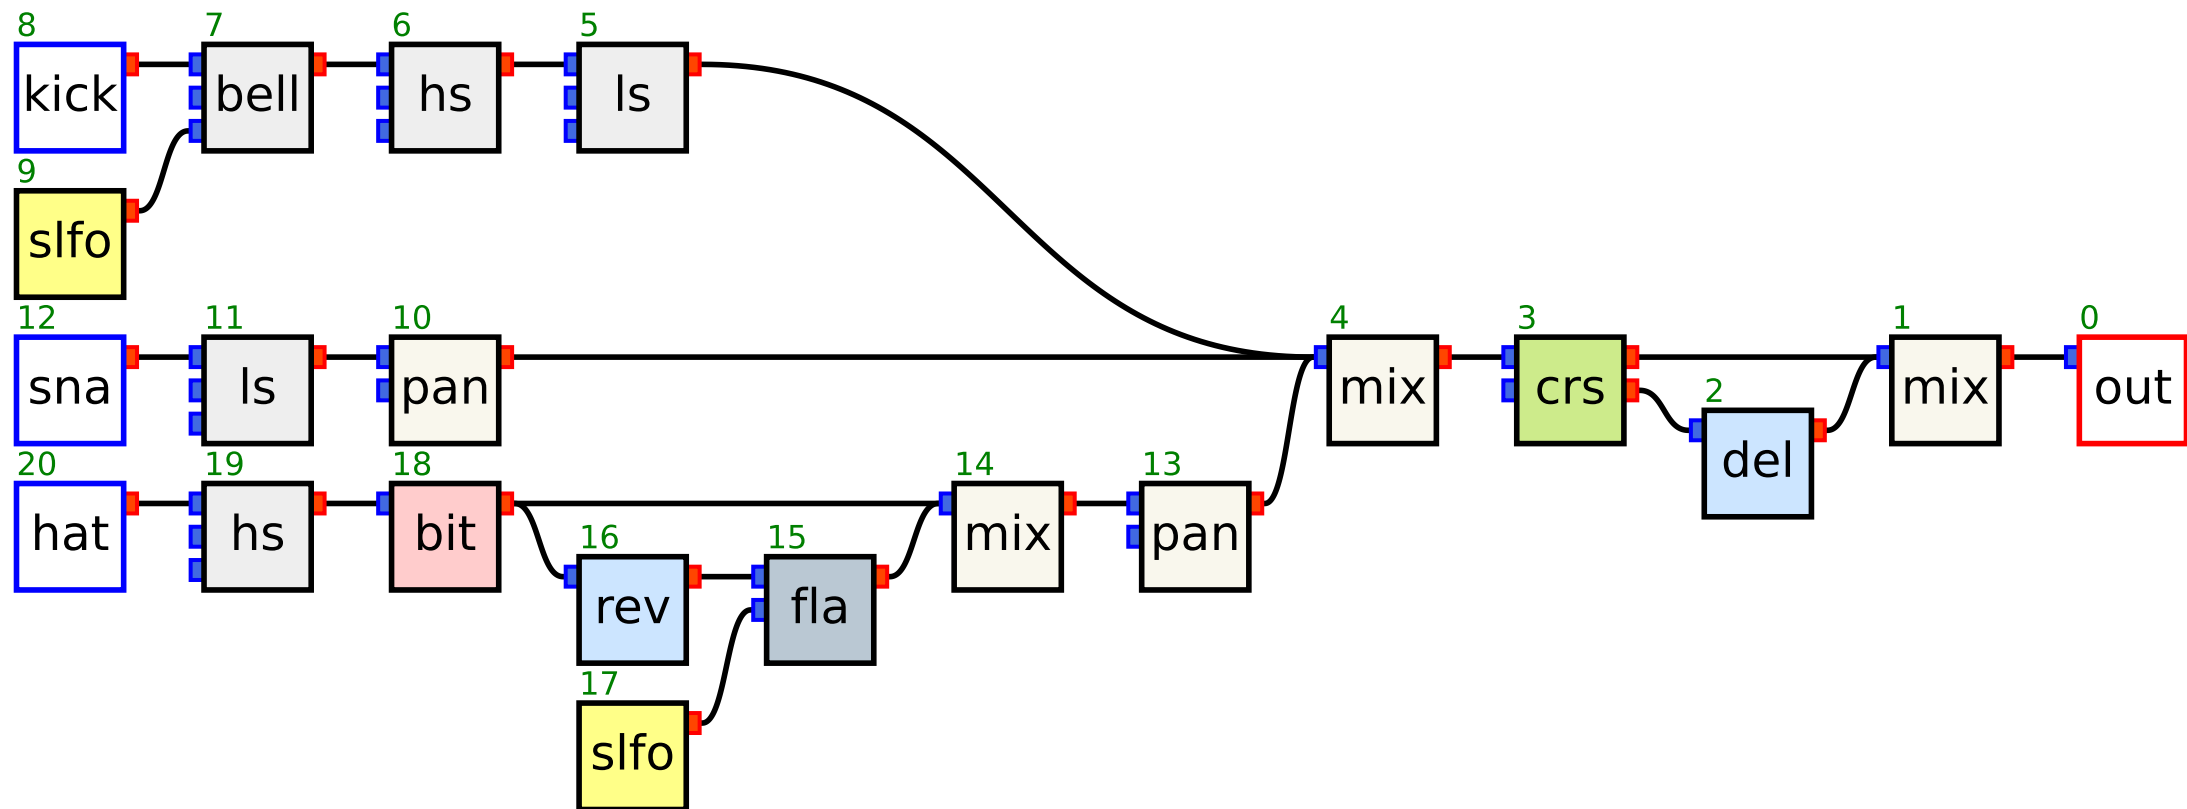 8 7 6 5
kick bell hs ls
9
slfo
12 11 10 4 3 1 0
sna ls pan mix crs mix out
2
del
20 19 18 14 13
hat hs bit mix pan
16 15
rev fla
17
slfo